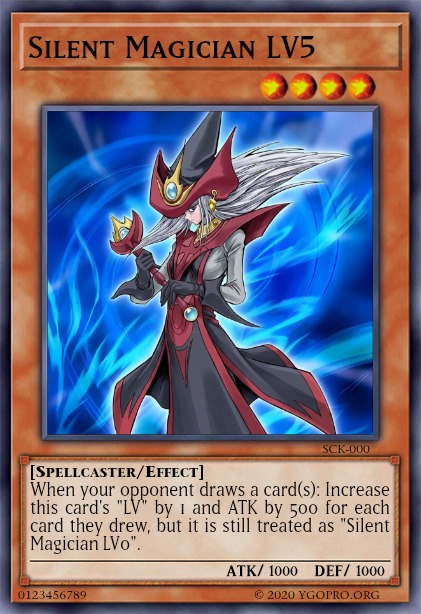 Silent Magician LV5
SCK-000
[Spellcaster/Effect]
When your opponent draws a card(s): Increase
this card's "LV" by 1 and ATK by 500 for each
card they drew, but it is still treated as "Silent
Magician LV0".
ATK/ 1000 DEF/ 1000
0123456789
© 2020 YGOPRO.ORG